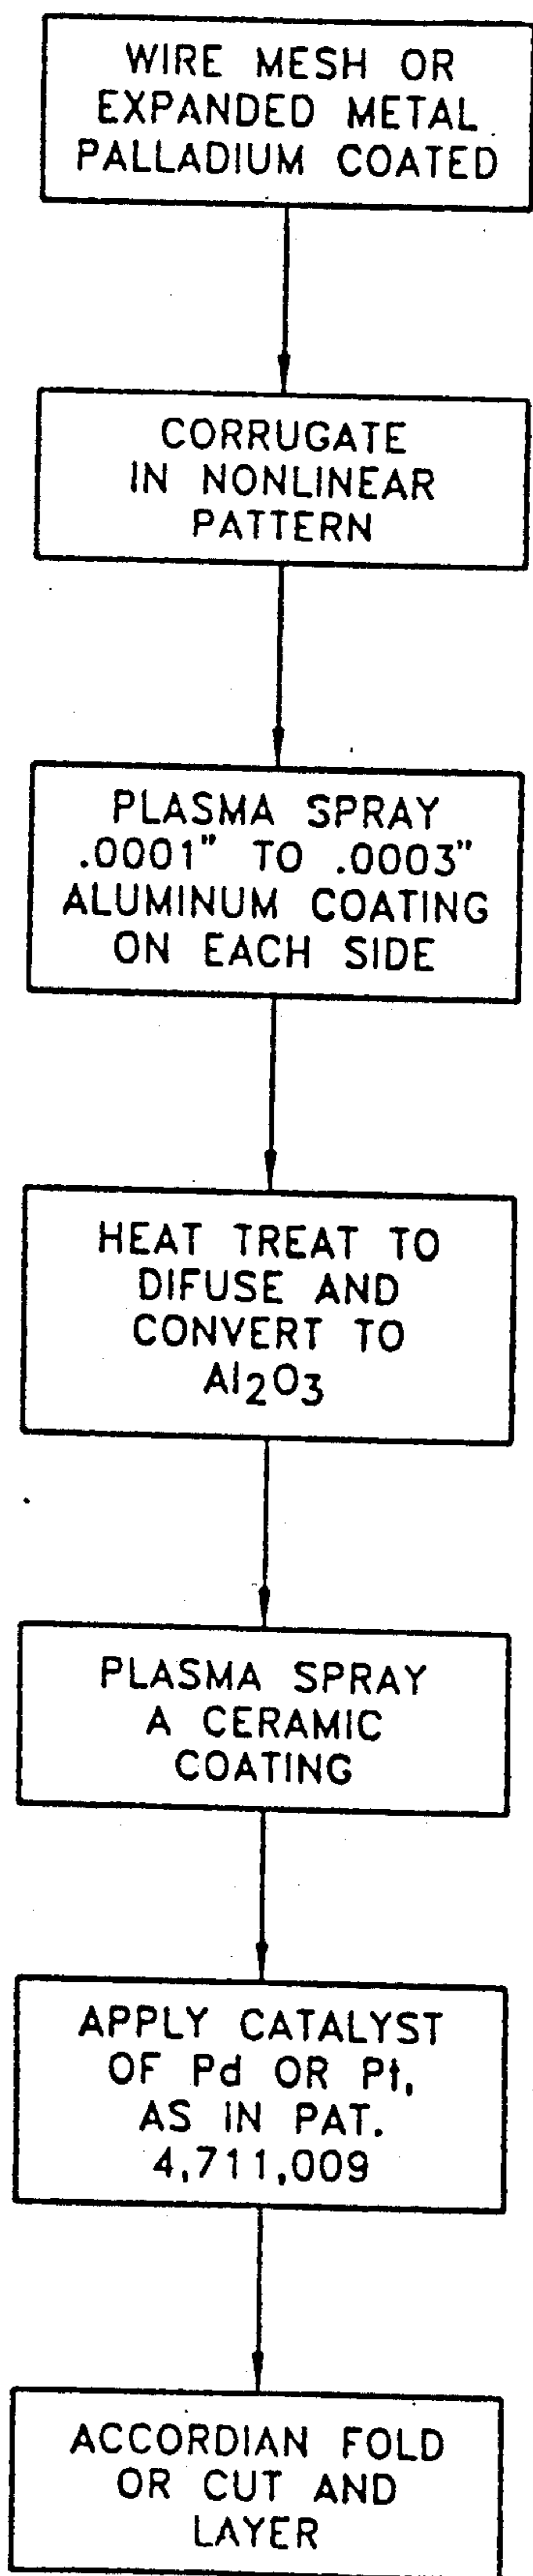 WIRE MESH OR
EXPANDED METAL
PALLADIUM COATED
CORRUGATE
IN NONLINEAR
PATTERN
PLASMA SPRAY
.0001" TO .0003"
ALUMINUM COATING
ON EACH SIDE
HEAT TREAT TO
DIFUSE AND
CONVERT TO
Al₂O₃
PLASMA SPRAY
A CERAMIC
COATING
APPLY CATALYST
OF Pd OR Pt,
AS IN PAT.
4,711,009
ACCORDIAN FOLD
OR CUT AND
LAYER